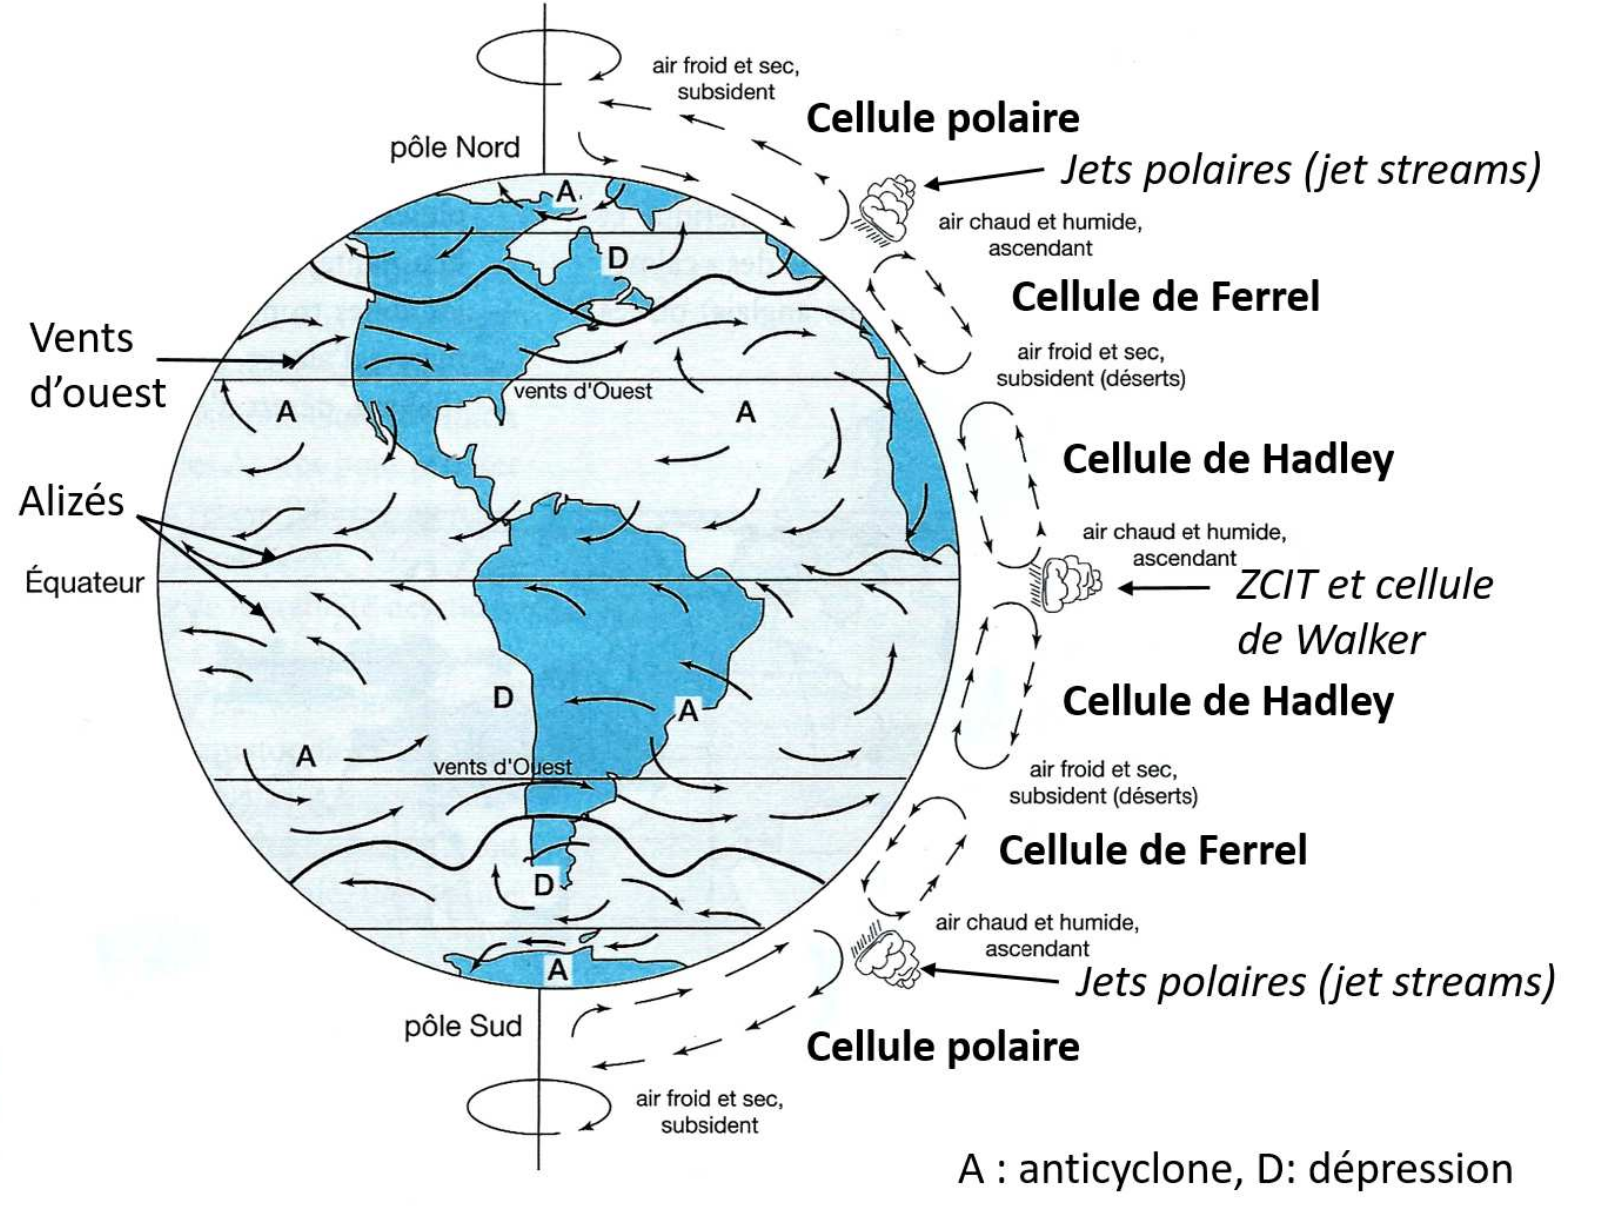 air froid et sec,
subsident
Cellule polaire
pôle Nord
Jets polaires (jet streams)
A
air chaud et humide,
ascendant
D
Cellule de Ferrel
Vents
d'ouest
air froid et sec,
subsident (déserts)
vents d'Ouest
A
A
Cellule de Hadley
Alizés
air chaud et humide,
ascendant
Équateur
ZCIT et cellule
de Walker
D
A
Cellule de Hadley
A
vents d'Ouest
air froid et sec,
subsident (déserts)
Cellule de Ferrel
D
air chaud et humide,
ascendant
A
Jets polaires (jet streams)
pôle Sud
Cellule polaire
air froid et sec,
subsident
A : anticyclone, D: dépression